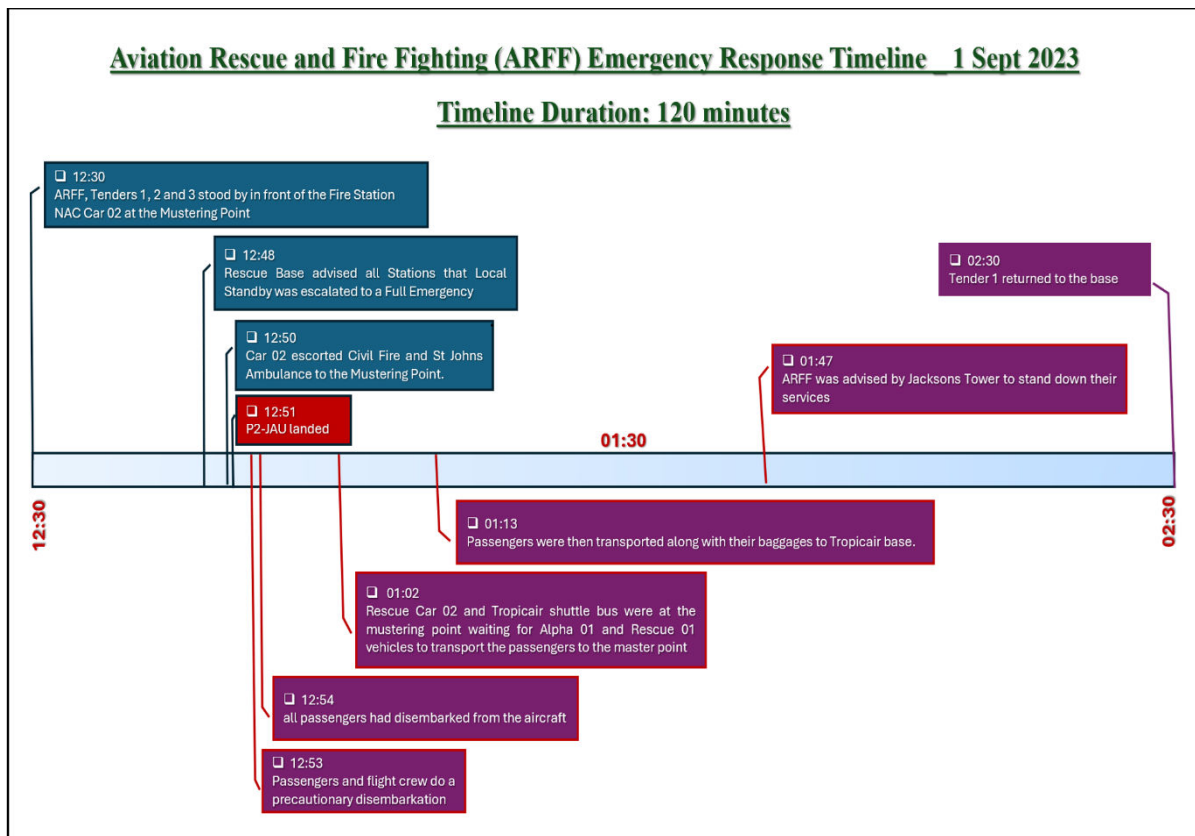 Aviation Rescue and Fire Fighting (ARFF) Emergency Response Timeline _ 1 Sept 2023
Timeline Duration: 120 minutes
❑ 12:30
ARFF, Tenders 1, 2 and 3 stood by in front of the Fire Station
NAC Car 02 at the Mustering Point
❑ 12:48
Rescue Base advised all Stations that Local
Standby was escalated to a Full Emergency
❑ 02:30
Tender 1 returned to the base
❑ 12:50
Car 02 escorted Civil Fire and St Johns
Ambulance to the Mustering Point.
❑ 01:47
ARFF was advised by Jacksons Tower to stand down their
services
❑ 12:51
P2-JAU landed
01:30
12:30
02:30
❑ 01:13
Passengers were then transported along with their baggages to Tropicair base.
❑ 01:02
Rescue Car 02 and Tropicair shuttle bus were at the
mustering point waiting for Alpha 01 and Rescue 01
vehicles to transport the passengers to the master point
❑ 12:54
all passengers had disembarked from the aircraft
❑ 12:53
Passengers and flight crew do a
precautionary disembarkation